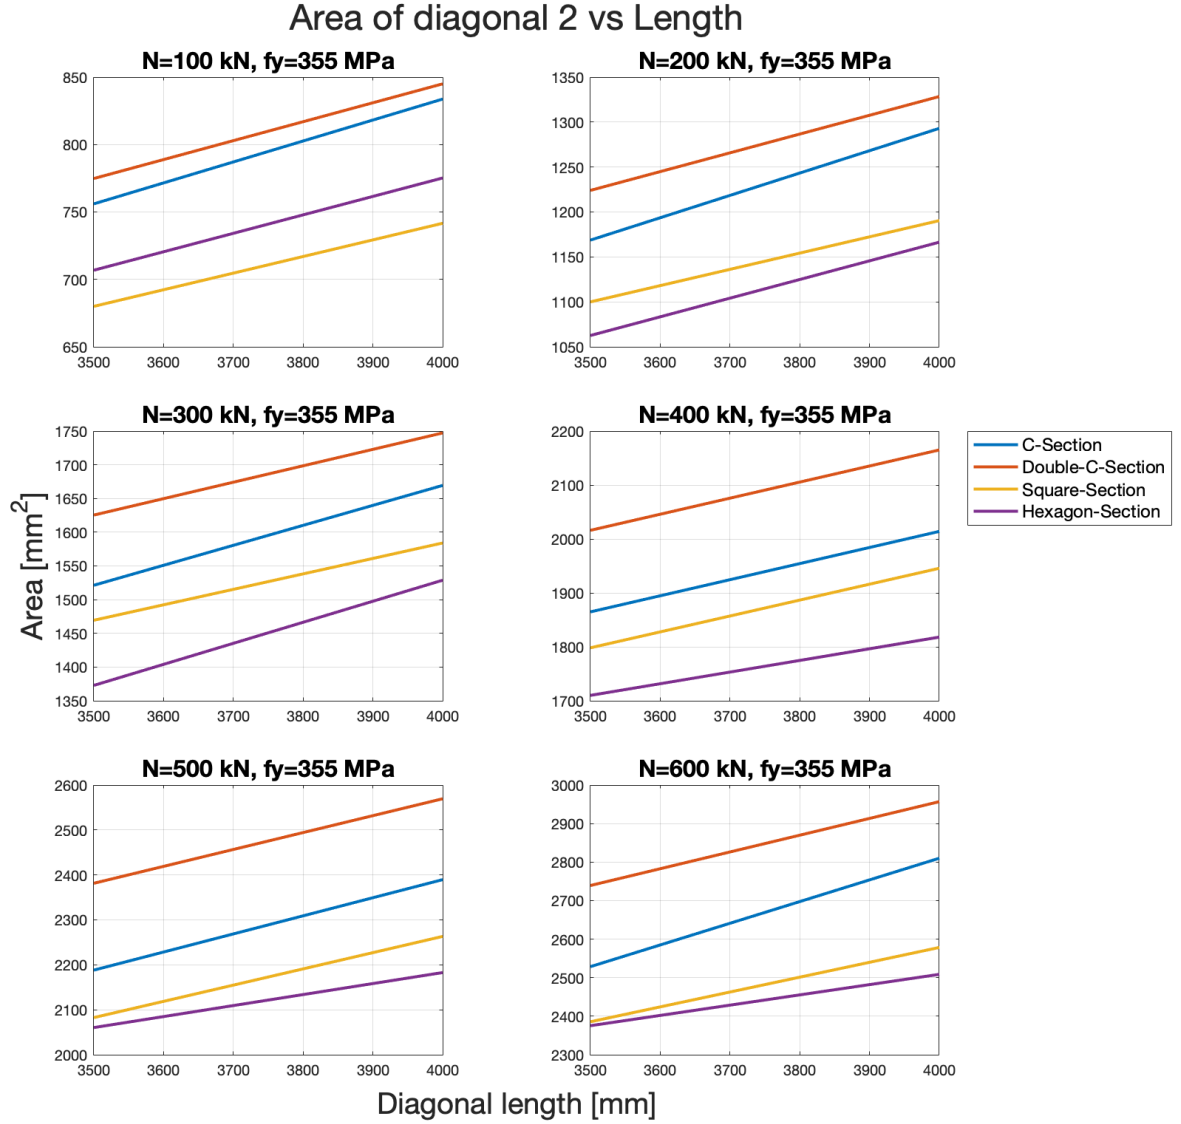 Area of diagonal 2 vs Length
N=100 kN, fy=355 MPa
850
800
750
700
650
3500 3600 3700 3800 3900 4000
N=200 kN, fy=355 MPa
1350
1300
1250
1200
1150
1100
1050
3500 3600 3700 3800 3900 4000
N=300 kN, fy=355 MPa
1750
1700
1650
1600
1550
1500
1450
1400
1350
3500 3600 3700 3800 3900 4000
N=400 kN, fy=355 MPa
2200
2100
2000
1900
1800
1700
3500 3600 3700 3800 3900 4000
C-Section
Double-C-Section
Square-Section
Hexagon-Section
Area [mm²]
N=500 kN, fy=355 MPa
2600
2500
2400
2300
2200
2100
2000
3500 3600 3700 3800 3900 4000
N=600 kN, fy=355 MPa
3000
2900
2800
2700
2600
2500
2400
2300
3500 3600 3700 3800 3900 4000
Diagonal length [mm]